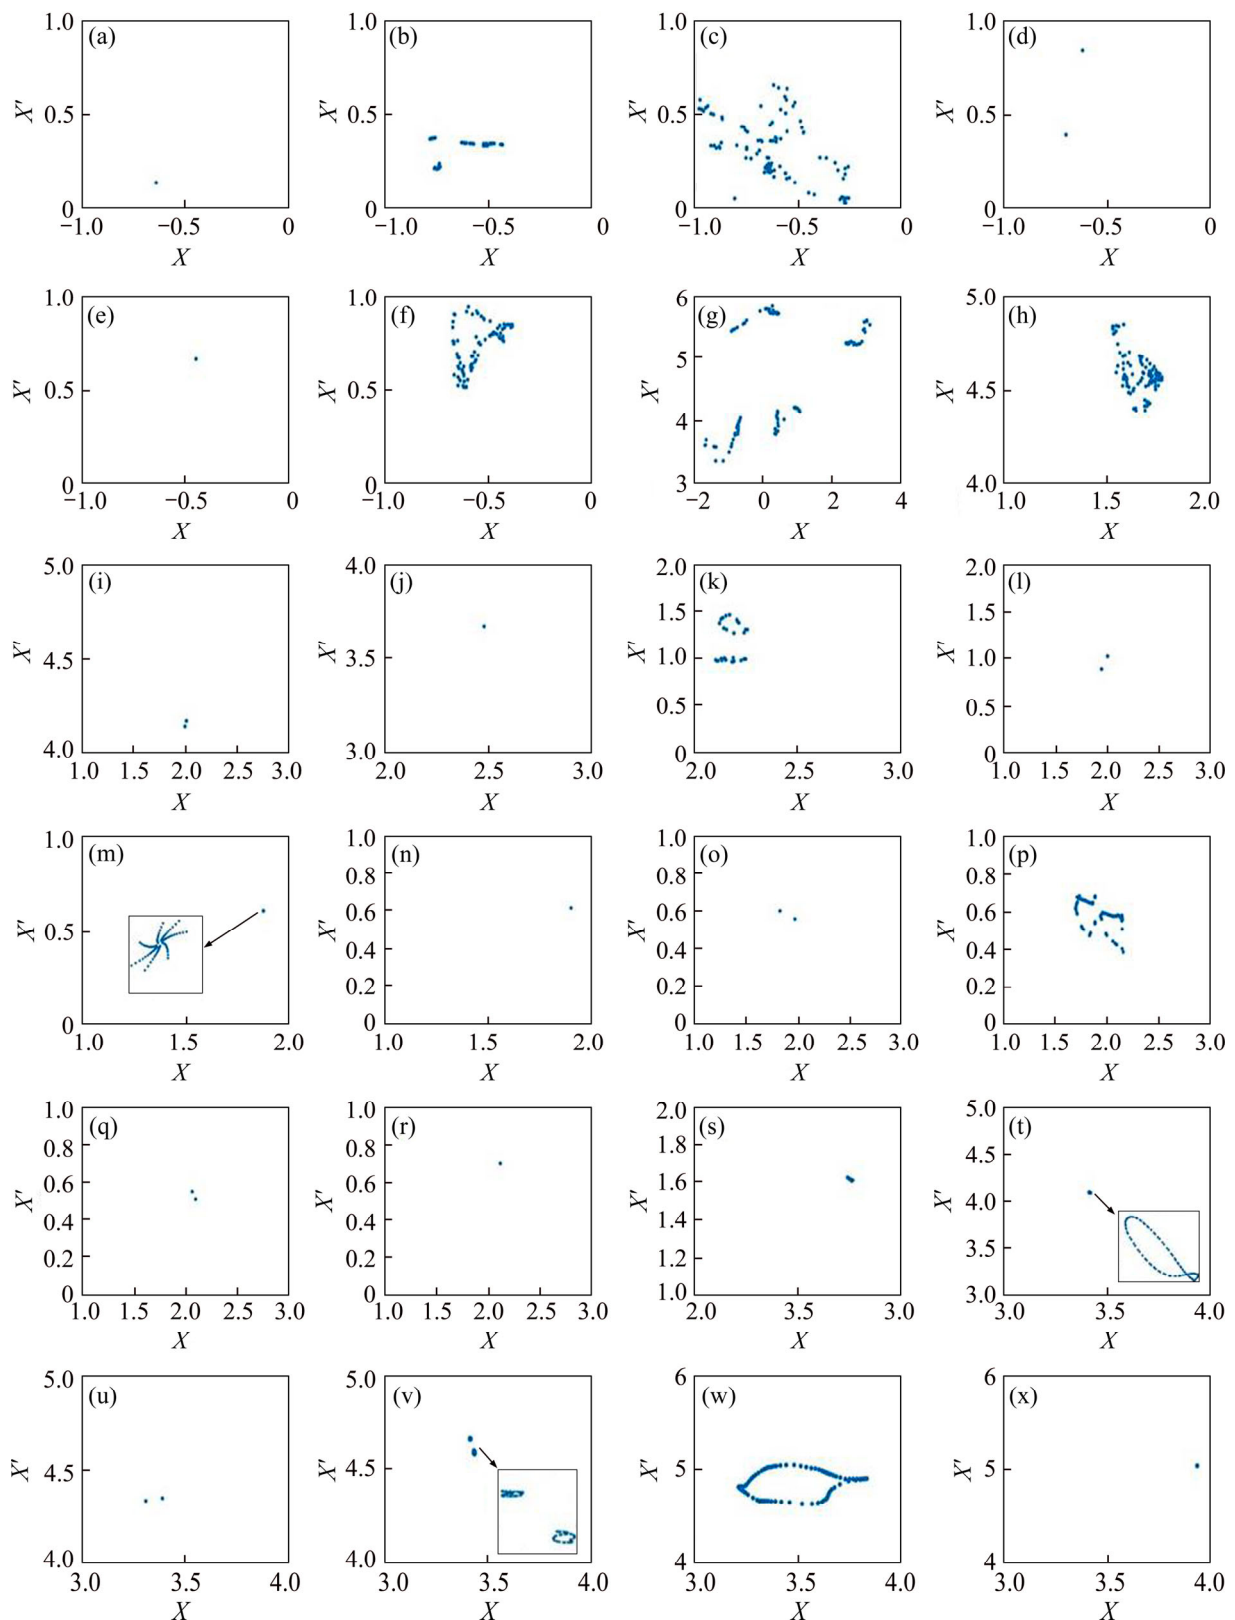 1.0 (a) 1.0 (b) 1.0 (c) 1.0 (d)
X′ 0.5 X′ 0.5 X′ 0.5 X′ 0.5
0 0 0 0
−1.0 −0.5 0 −1.0 −0.5 0 −1.0 −0.5 0 −1.0 −0.5 0
X X X X
1.0 (e) 1.0 (f) 6 (g) 5.0 (h)
5
X′ 0.5 X′ 0.5 X′ X′ 4.5
4
0 0 3 4.0
−1.0 −0.5 0 −1.0 −0.5 0 −2 0 2 4 1.0 1.5 2.0
X X X X
5.0 (i) 4.0 (j) 2.0 (k) 2.0 (l)
1.5 1.5
X′ 4.5 X′ 3.5 X′ 1.0 X′ 1.0
0.5 0.5
4.0 3.0 0 0
1.0 1.5 2.0 2.5 3.0 2.0 2.5 3.0 2.0 2.5 3.0 1.0 1.5 2.0 2.5 3.0
X X X X
1.0 (m) 1.0 (n) 1.0 (o) 1.0 (p)
0.8 0.8 0.8
X′ 0.5 X′ 0.6 X′ 0.6 X′ 0.6
0.4 0.4 0.4
0.2 0.2 0.2
0 0 0 0
1.0 1.5 2.0 1.0 1.5 2.0 1.0 1.5 2.0 2.5 3.0 1.0 1.5 2.0 2.5 3.0
X X X X
1.0 (q) 1.0 (r) 2.0 (s) 5.0 (t)
0.8 0.8 1.8 4.5
X′ 0.6 X′ 0.6 X′ 1.6 X′ 4.0
0.4 0.4 1.4 3.5
0.2 0.2 1.2
0 0 1.0 3.0
1.0 1.5 2.0 2.5 3.0 1.0 1.5 2.0 2.5 3.0 2.0 3.5 3.0 3.0 3.5 4.0
X X X X
5.0 (u) 5.0 (v) 6 (w) 6 (x)
X′ 4.5 X′ 4.5 X′ 5 X′ 5
4.0 4.0 4 4
3.0 3.5 4.0 3.0 3.5 4.0 3.0 3.5 4.0 3.0 3.5 4.0
X X X X